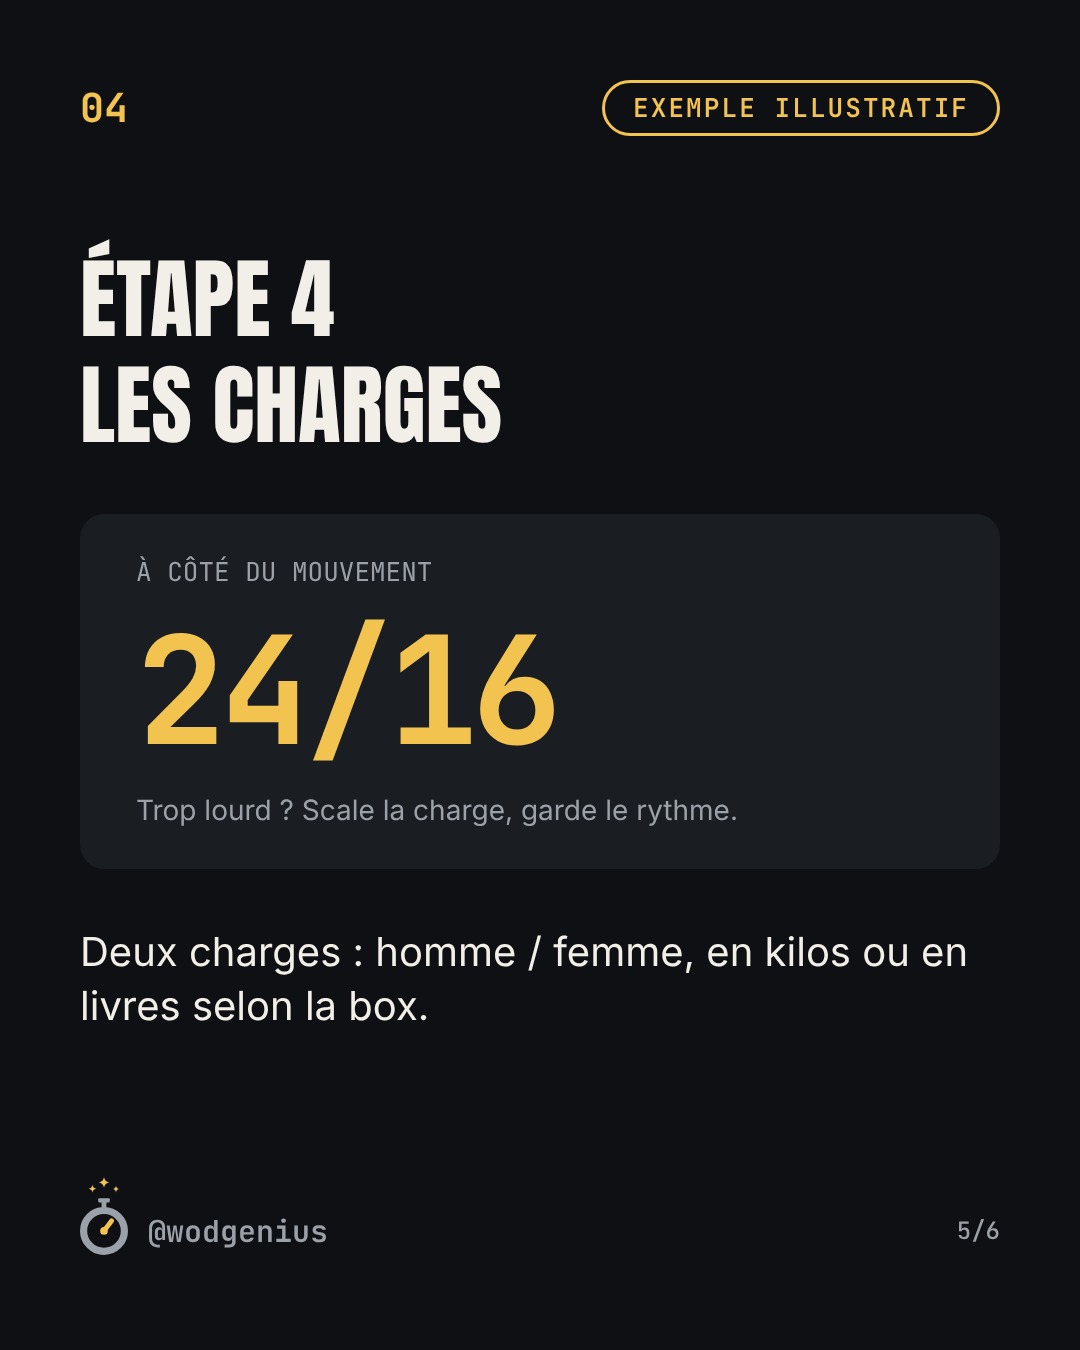 04
EXEMPLE ILLUSTRATIF
ÉTAPE 4
LES CHARGES
À CÔTÉ DU MOUVEMENT
24/16
Trop lourd ? Scale la charge, garde le rythme.
Deux charges : homme / femme, en kilos ou en
livres selon la box.
@wodgenius
5/6